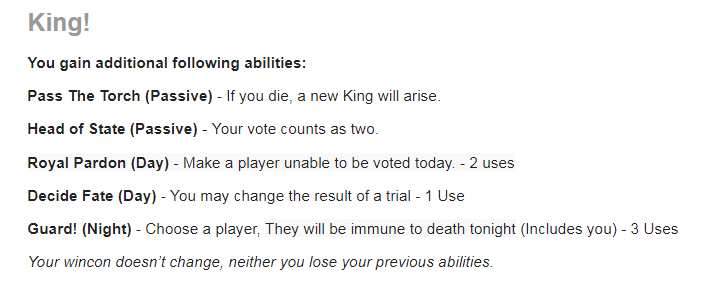 King!
You gain additional following abilities:
Pass The Torch (Passive) - If you die, a new King will arise.
Head of State (Passive) - Your vote counts as two.
Royal Pardon (Day) - Make a player unable to be voted today. - 2 uses
Decide Fate (Day) - You may change the result of a trial - 1 Use
Guard! (Night) - Choose a player, They will be immune to death tonight (Includes you) - 3 Uses
Your wincon doesn’t change, neither you lose your previous abilities.